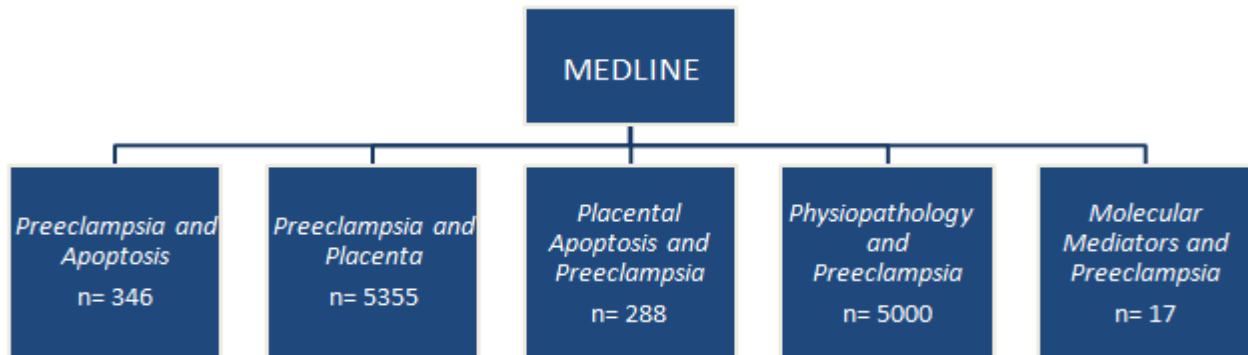 MEDLINE
Preeclampsia and
Apoptosis
n= 346
Preeclampsia and
Placenta
n= 5355
Placental
Apoptosis and
Preeclampsia
n= 288
Physiopathology
and
Preeclampsia
n= 5000
Molecular
Mediators and
Preeclampsia
n= 17